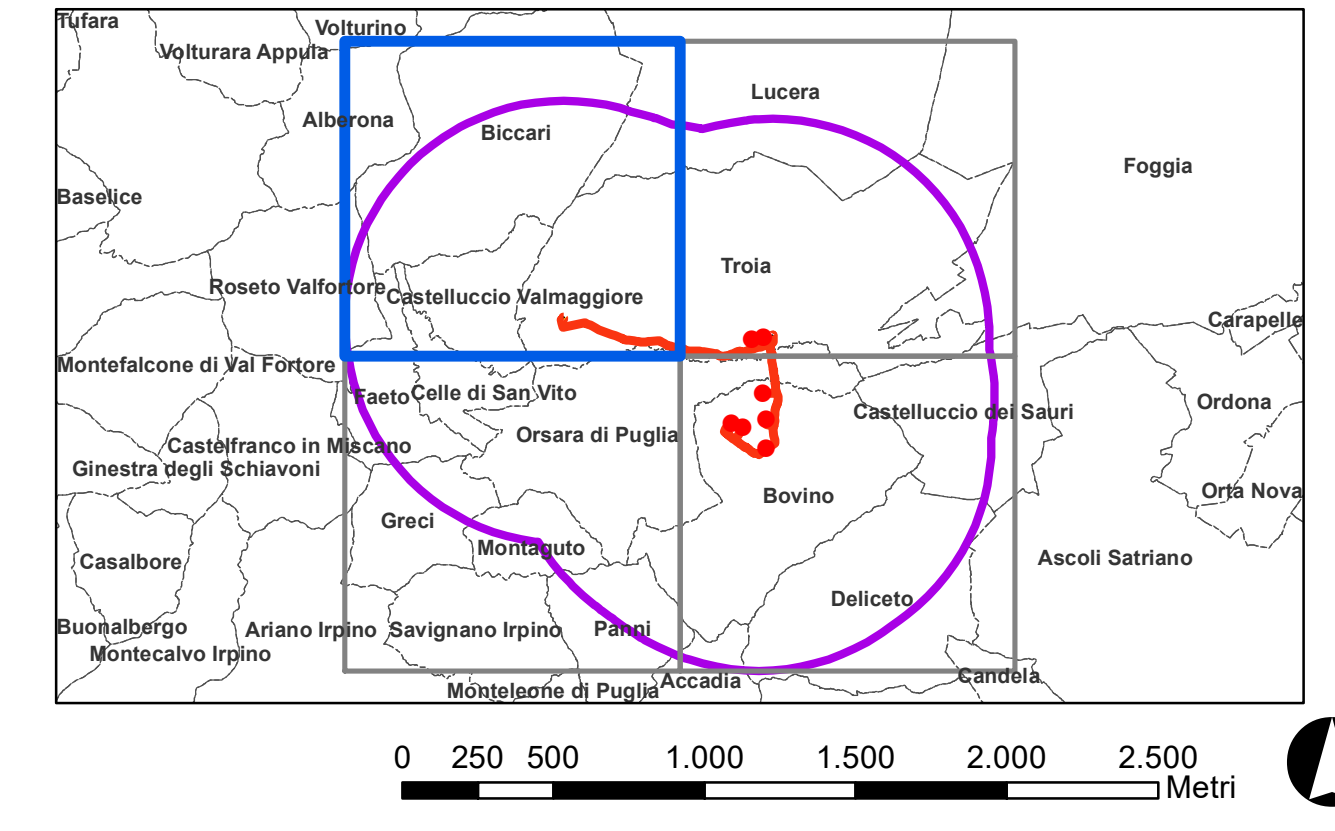 Tufara
Volturino
Volturara Appula
Lucera
Alberona
Biccari
Foggia
Baselice
Troia
Roseto Valfortore
Castelluccio Valmaggiore
Carapelle
Montefalcone di Val Fortore
Faeto
Celle di San Vito
Ordona
Castelluccio dei Sauri
Orsara di Puglia
Castelfranco in Miscano
Ginestra degli Schiavoni
Orta Nova
Bovino
Greci
Montaguto
Casalbore
Ascoli Satriano
Deliceto
Buonalbergo
Ariano Irpino
Savignano Irpino
Panni
Montecalvo Irpino
Candela
Accadia
Monteleone di Puglia
0 250 500 1.000 1.500 2.000 2.500
Metri